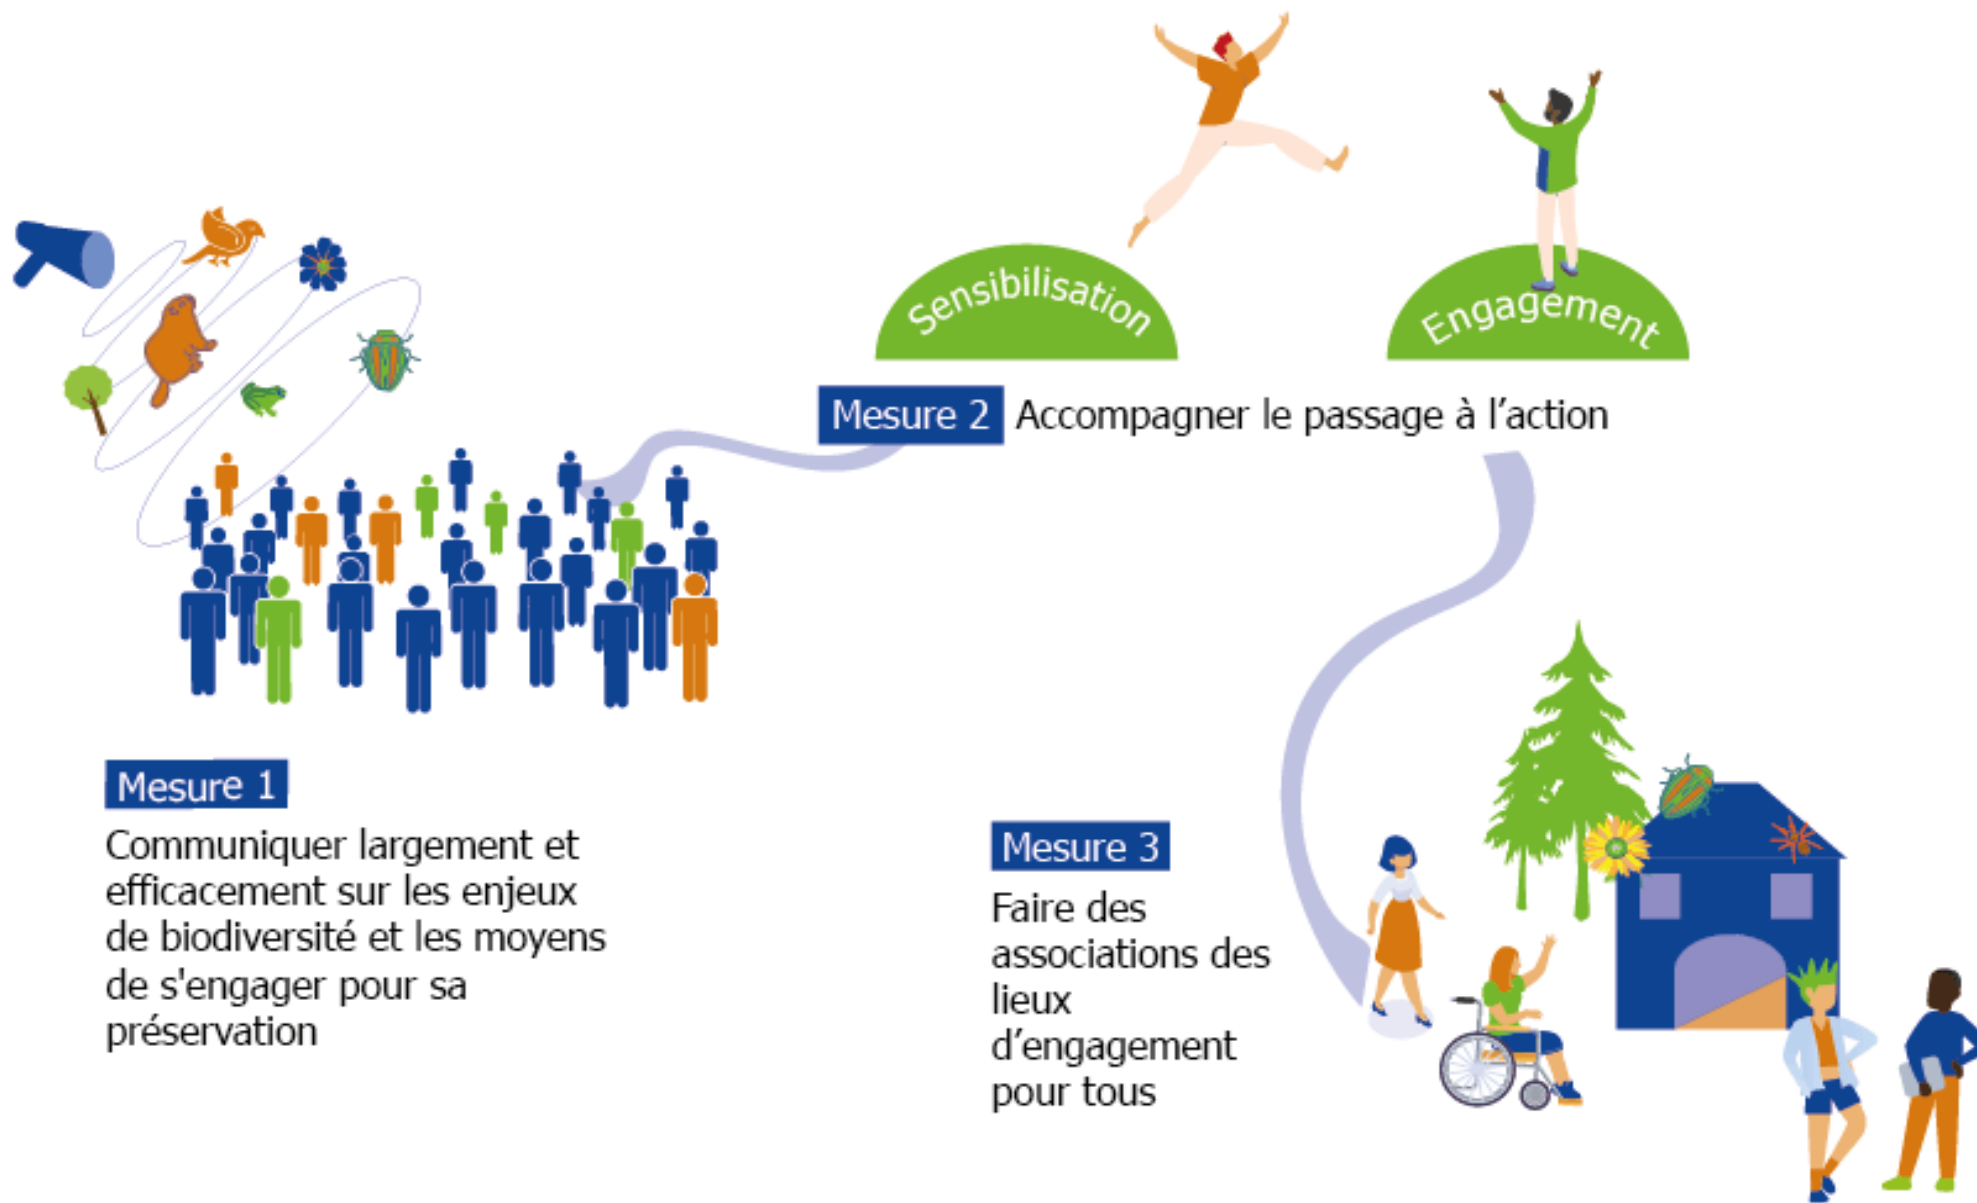 Sensibilisation
Engagement
Mesure 2 Accompagner le passage à l’action
Mesure 1
Communiquer largement et
efficacement sur les enjeux
de biodiversité et les moyens
de s'engager pour sa
préservation
Mesure 3
Faire des
associations des
lieux
d’engagement
pour tous